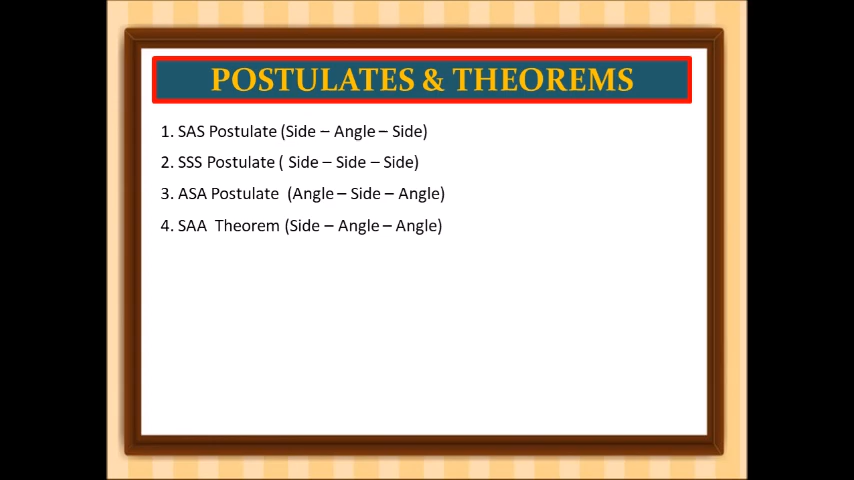 POSTULATES & THEOREMS
1. SAS Postulate (Side – Angle – Side)
2. SSS Postulate ( Side – Side – Side)
3. ASA Postulate  (Angle – Side – Angle)
4. SAA  Theorem (Side – Angle – Angle)